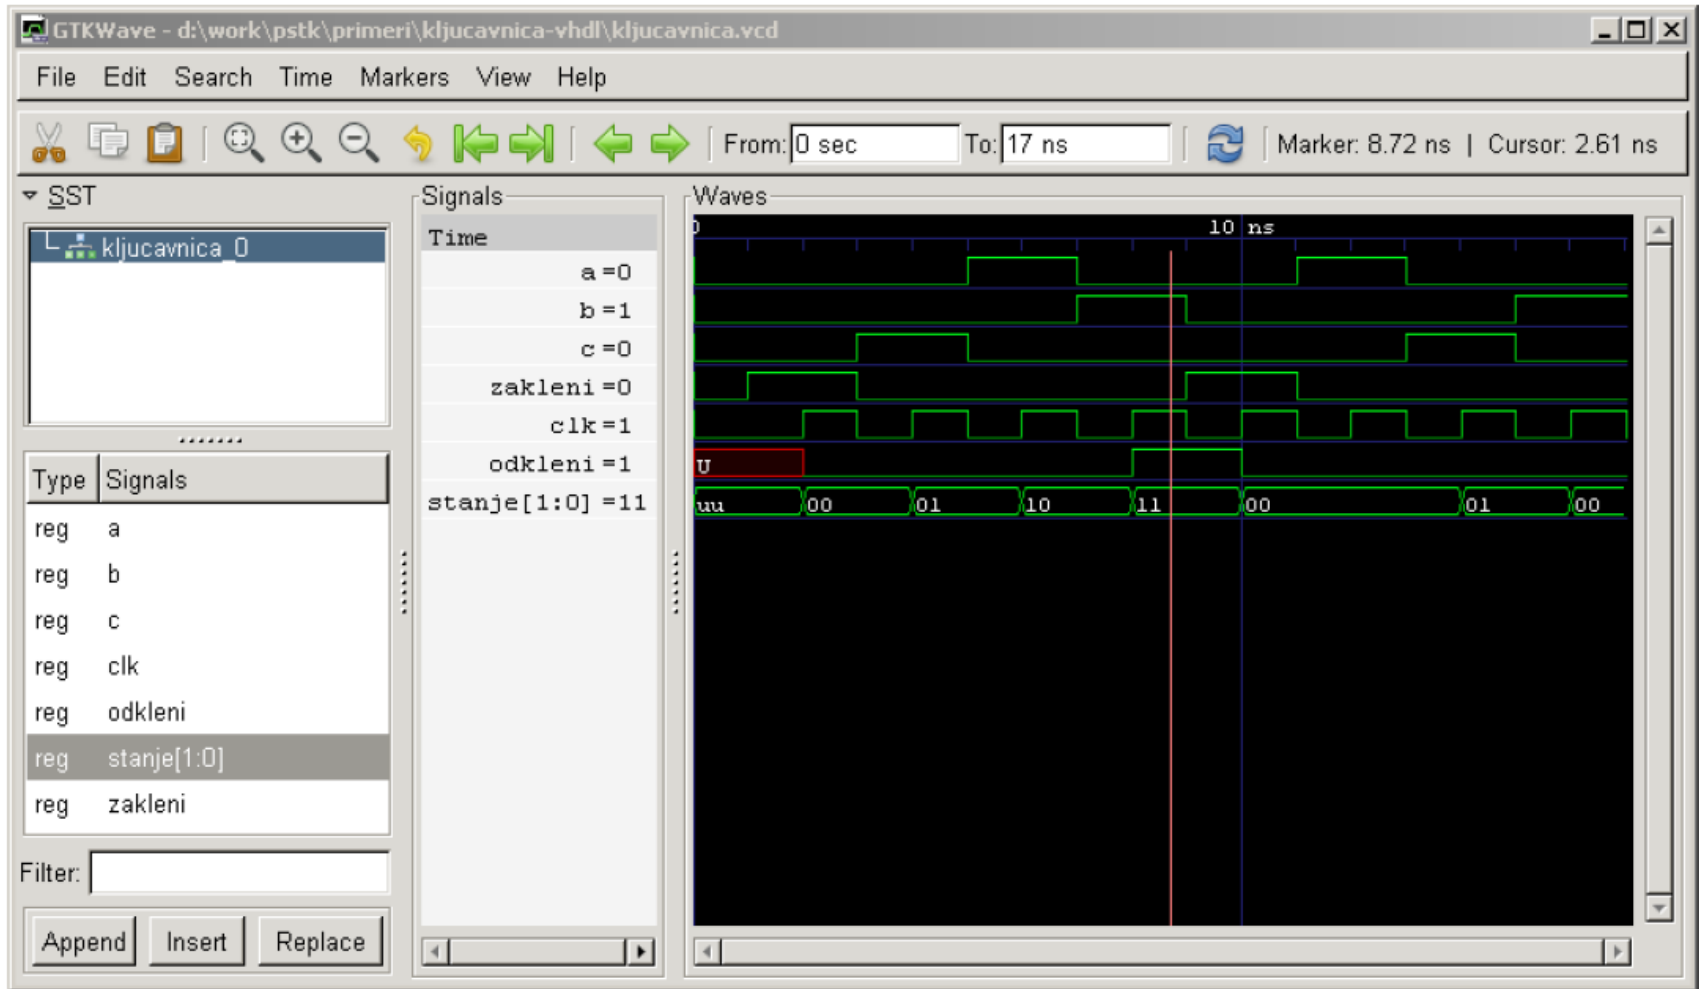 GTKWave - d:\work\pstk\primeri\kljucavnica-vhdl\kljucavnica.vcd
File Edit Search Time Markers View Help
From: 0 sec To: 17 ns Marker: 8.72 ns | Cursor: 2.61 ns
SST
kljucavnica_0
Type Signals
reg a
reg b
reg c
reg clk
reg odkleni
reg stanje[1:0]
reg zakleni
Filter:
Append Insert Replace
Signals
Time
a=0
b=1
c=0
zakleni=0
clk=1
odkleni=1
stanje[1:0]=11
Waves
0 10 ns
U
uu 00 01 10 11 00 01 00